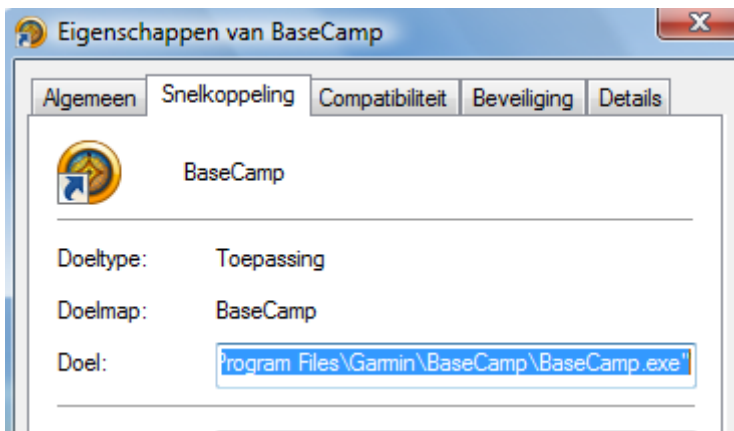 Eigenschappen van BaseCamp
X
Algemeen Snelkoppeling Compatibiliteit Beveiliging Details
BaseCamp
Doeltype: Toepassing
Doelmap: BaseCamp
Doel: Program Files\Garmin\BaseCamp\BaseCamp.exe"